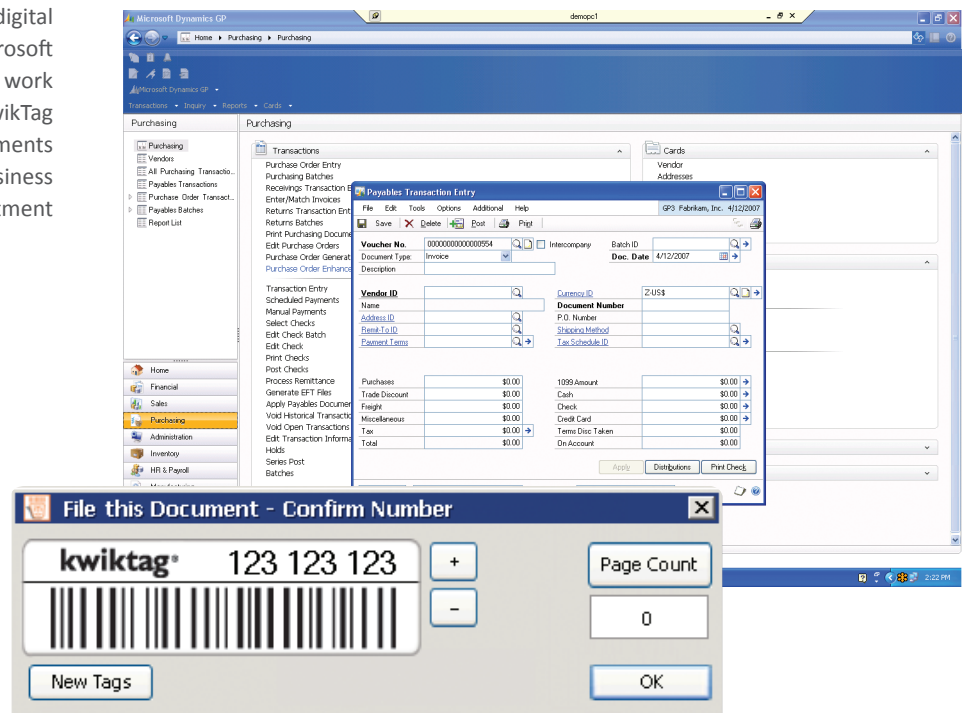 digital
rosoft
work
wikTag
ments
siness
tment
Microsoft Dynamics GP
demopc1
Home Purchasing Purchasing
Microsoft Dynamics GP
Transactions Inquiry Reports Cards
Purchasing
Purchasing
Vendors
All Purchasing Transactio...
Payables Transactions
Purchase Order Transact...
Payables Batches
Report List
Home
Financial
Sales
Purchasing
Administration
Inventory
HR & Payroll
Purchasing
Transactions
Purchase Order Entry
Purchasing Batches
Receivings Transaction E
Enter/Match Invoices
Returns Transaction Ent
Returns Batches
Print Purchasing Docume
Edit Purchase Orders
Purchase Order Generat
Purchase Order Enhance
Transaction Entry
Scheduled Payments
Manual Payments
Select Checks
Edit Check Batch
Edit Check
Print Checks
Post Checks
Process Remittance
Generate EFT Files
Apply Payables Documer
Void Historical Transactic
Void Open Transactions
Edit Transaction Informa
Holds
Series Post
Batches
Cards
Vendor
Addresses
Payables Transaction Entry
File Edit Tools Options Additional Help GP3 Fabrikam, Inc. 4/12/2007
Save Delete Post Print
Voucher No. 00000000000000554 Intercompany Batch ID
Document Type: Invoice Doc. Date 4/12/2007
Description
Vendor ID Currency ID Z-US$
Name Document Number
Address ID P.O. Number
Remit-To ID Shipping Method
Payment Terms Tax Schedule ID
Purchases $0.00 1099 Amount $0.00
Trade Discount $0.00 Cash $0.00
Freight $0.00 Check $0.00
Miscellaneous $0.00 Credit Card $0.00
Tax $0.00 Terms Disc Taken $0.00
Total $0.00 On Account $0.00
Apply Distributions Print Check
2:22 PM
File this Document - Confirm Number
kwiktag 123 123 123
+
-
Page Count
0
New Tags
OK